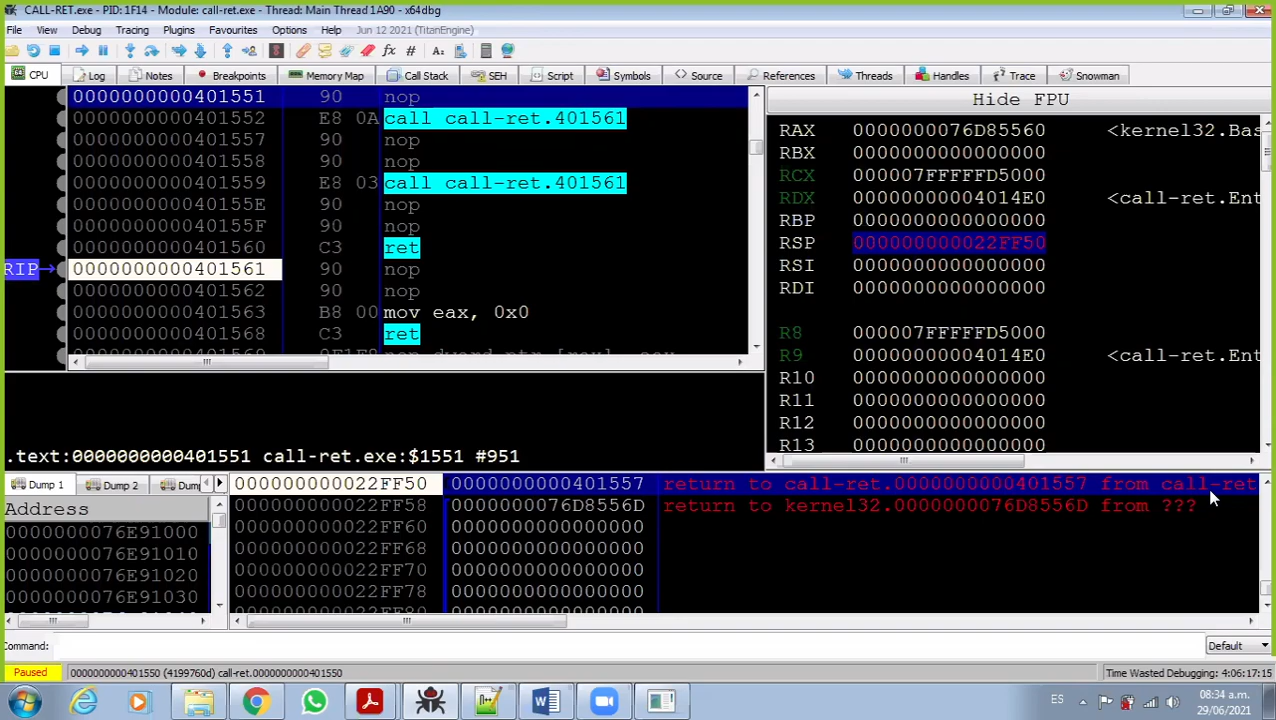 CALL-RET.exe - PID: 1F14 - Module: call-ret.exe - Thread: Main Thread 1A90 - x64dbg
File View Debug Tracing Plugins Favourites Options Help Jun 12 2021 (TitanEngine)
CPU Log Notes Breakpoints Memory Map Call Stack SEH Script Symbols Source References Threads Handles Trace Snowman
0000000000401551 90 nop
0000000000401552 E8 0A call call-ret.401561
0000000000401557 90 nop
0000000000401558 90 nop
0000000000401559 E8 03 call call-ret.401561
000000000040155E 90 nop
000000000040155F 90 nop
0000000000401560 C3 ret
RIP 0000000000401561 90 nop
0000000000401562 90 nop
0000000000401563 B8 00 mov eax, 0x0
0000000000401568 C3 ret
Hide FPU
RAX 0000000076D85560 <kernel32.Bas
RBX 0000000000000000
RCX 000007FFFFFD5000
RDX 00000000004014E0 <call-ret.Ent
RBP 0000000000000000
RSP 000000000022FF50
RSI 0000000000000000
RDI 0000000000000000
R8 000007FFFFFD5000
R9 00000000004014E0 <call-ret.Ent
R10 0000000000000000
R11 0000000000000000
R12 0000000000000000
R13 0000000000000000
.text:0000000000401551 call-ret.exe:$1551 #951
Dump 1 Dump 2 Dum
Address
0000000076E91000
0000000076E91010
0000000076E91020
0000000076E91030
000000000022FF50 0000000000401557 return to call-ret.0000000000401557 from call-ret
000000000022FF58 0000000076D8556D return to kernel32.0000000076D8556D from ???
000000000022FF60 0000000000000000
000000000022FF68 0000000000000000
000000000022FF70 0000000000000000
000000000022FF78 0000000000000000
Command: Default
Paused 0000000000401550 (4199760d) call-ret.0000000000401550 Time Wasted Debugging: 4:06:17:15
ES 08:34 a.m.
29/06/2021